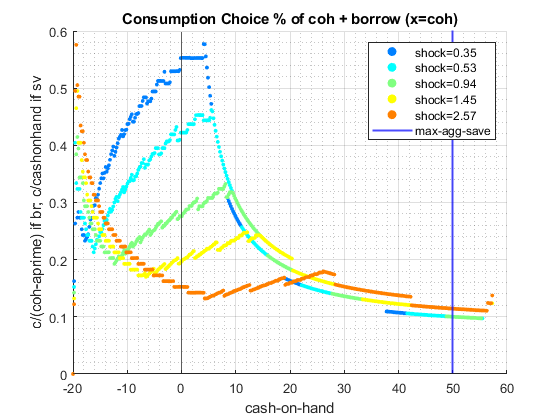 Consumption Choice % of coh + borrow (x=coh)
c/(coh-aprime) if br, c/cashonhand if sv
0.6
0.5
0.4
0.3
0.2
0.1
0
shock=0.35
shock=0.53
shock=0.94
shock=1.45
shock=2.57
max-agg-save
-20 -10 0 10 20 30 40 50 60
cash-on-hand